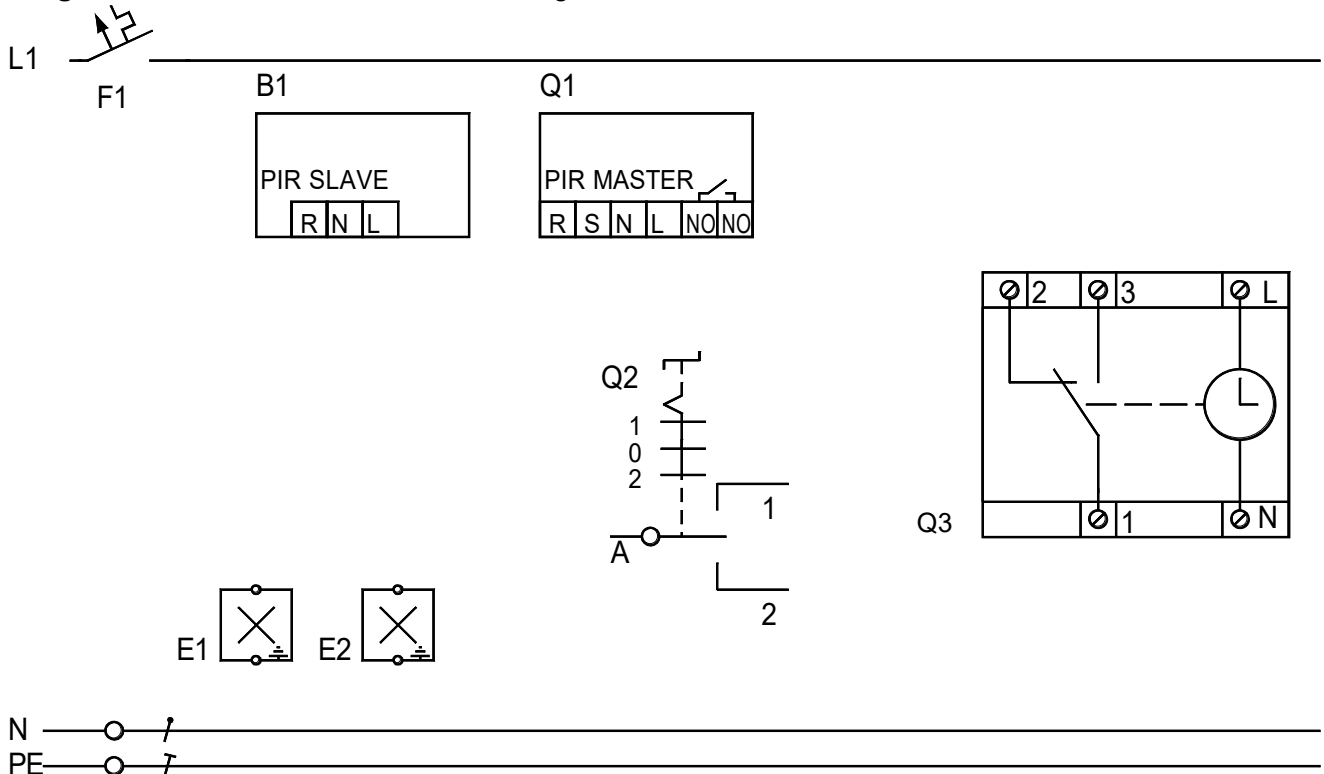 L1
F1
B1
Q1
PIR SLAVE
R N L
PIR MASTER
R S N L NO NO
2 3 L
Q2
1
0
2
1
A
2
Q3
1 N
E1
E2
N
PE